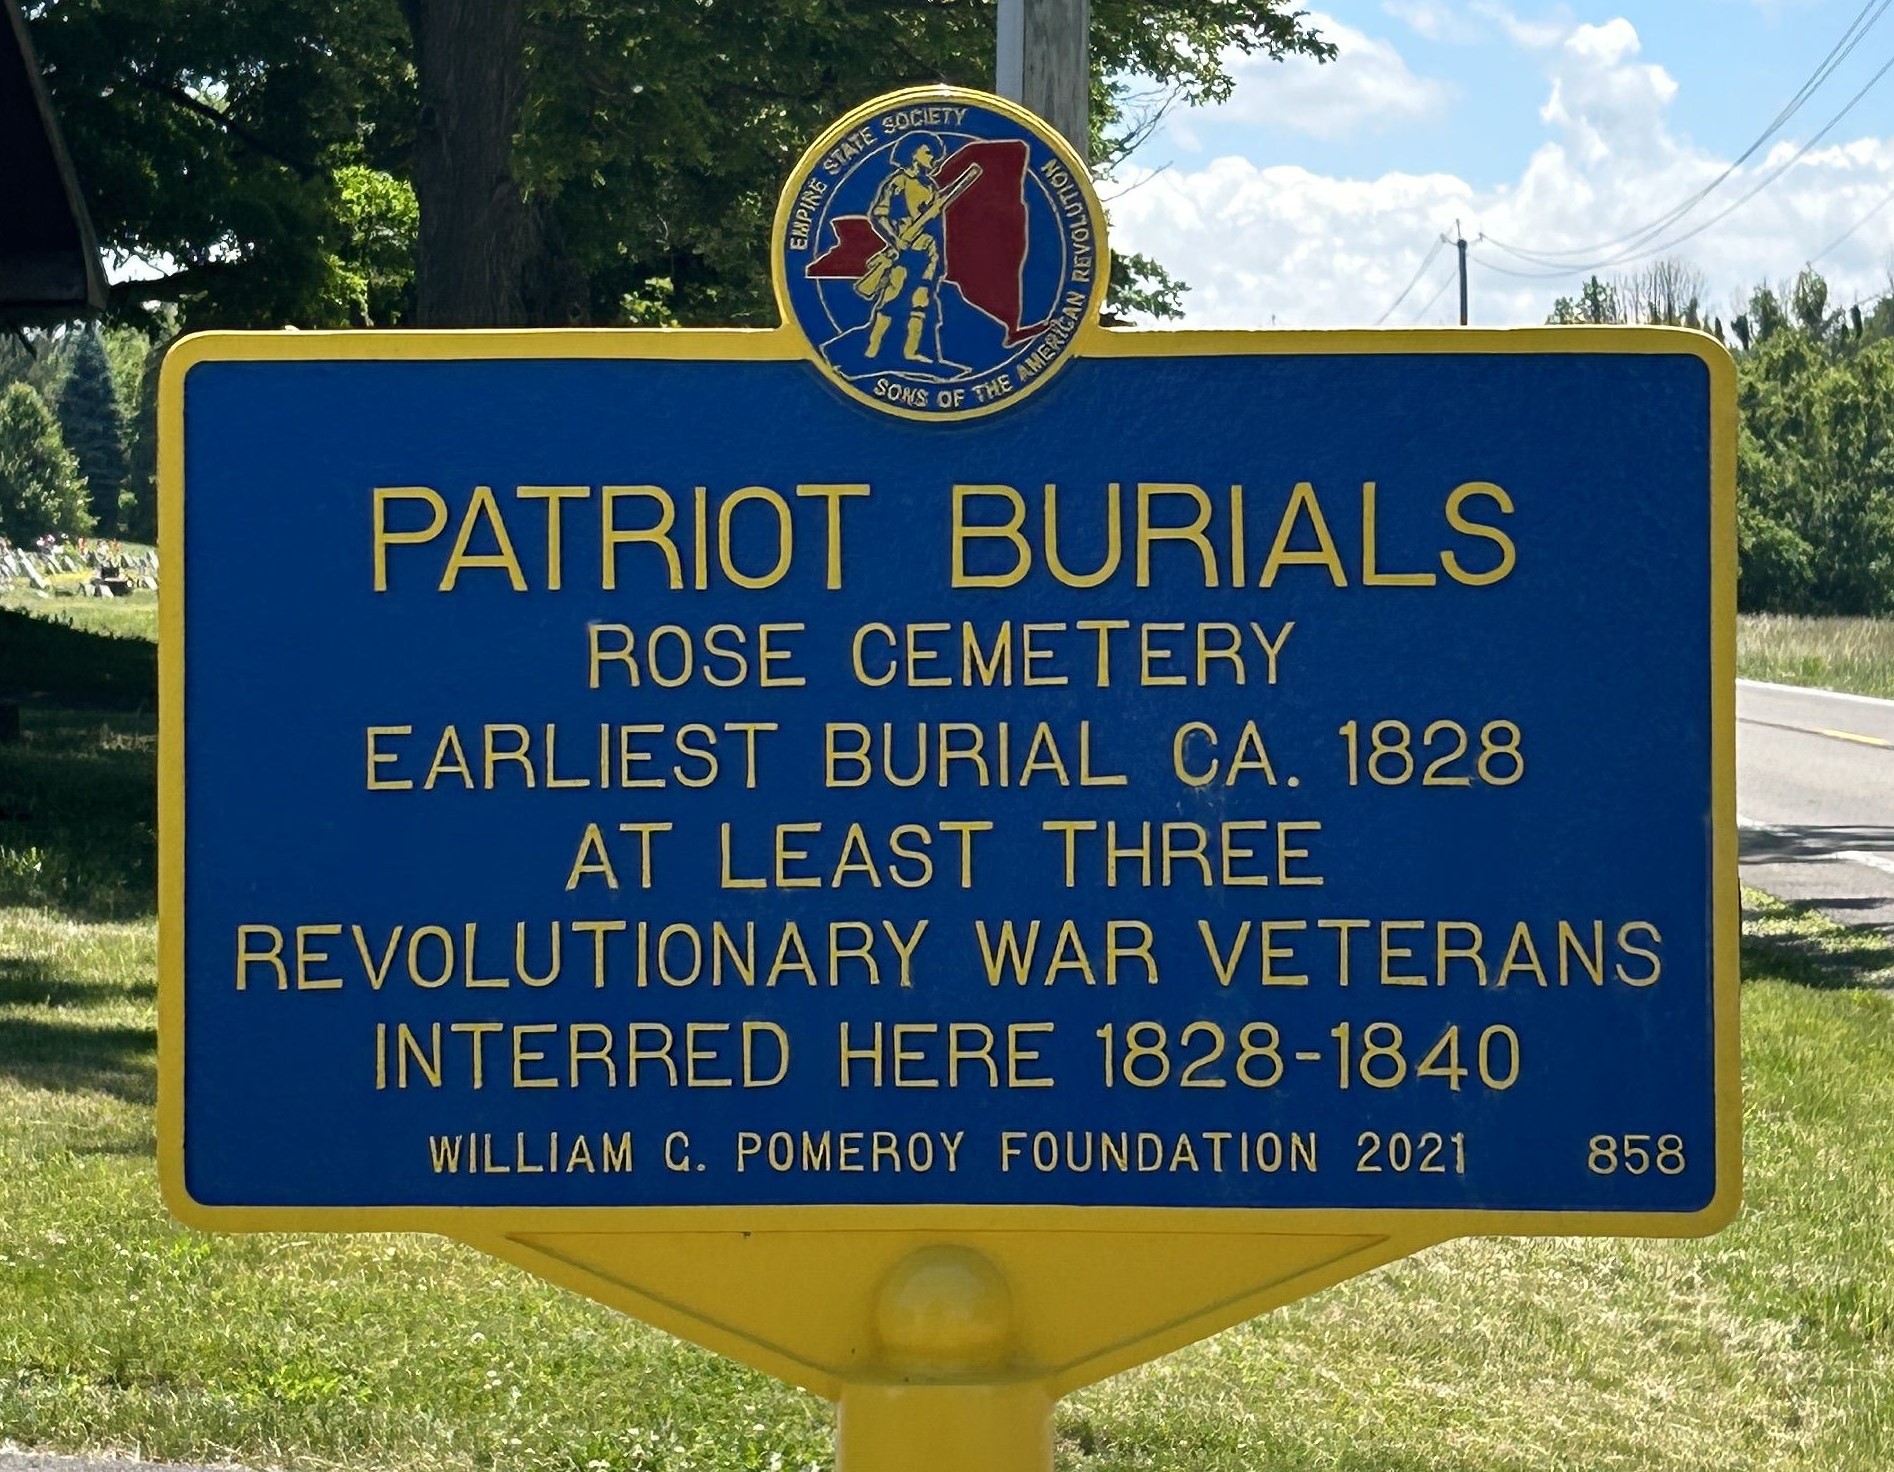 EMPIRE STATE SOCIETY
SONS OF THE AMERICAN REVOLUTION
PATRIOT BURIALS
ROSE CEMETERY
EARLIEST BURIAL CA. 1828
AT LEAST THREE
REVOLUTIONARY WAR VETERANS
INTERRED HERE 1828-1840
WILLIAM G. POMEROY FOUNDATION 2021 858